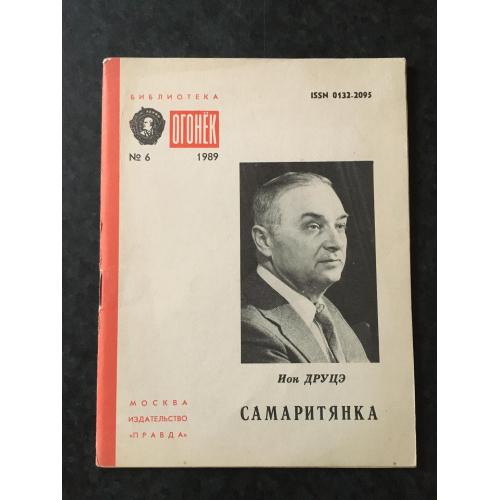 БИБЛИОТЕКА
ISSN 0132-2095
ОГОНЁК
№ 6 1989
Ион ДРУЦЭ
САМАРИТЯНКА
МОСКВА
ИЗДАТЕЛЬСТВО
«ПРАВДА»